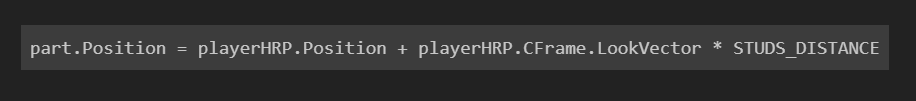 part.Position = playerHRP.Position + playerHRP.CFrame.LookVector * STUDS_DISTANCE